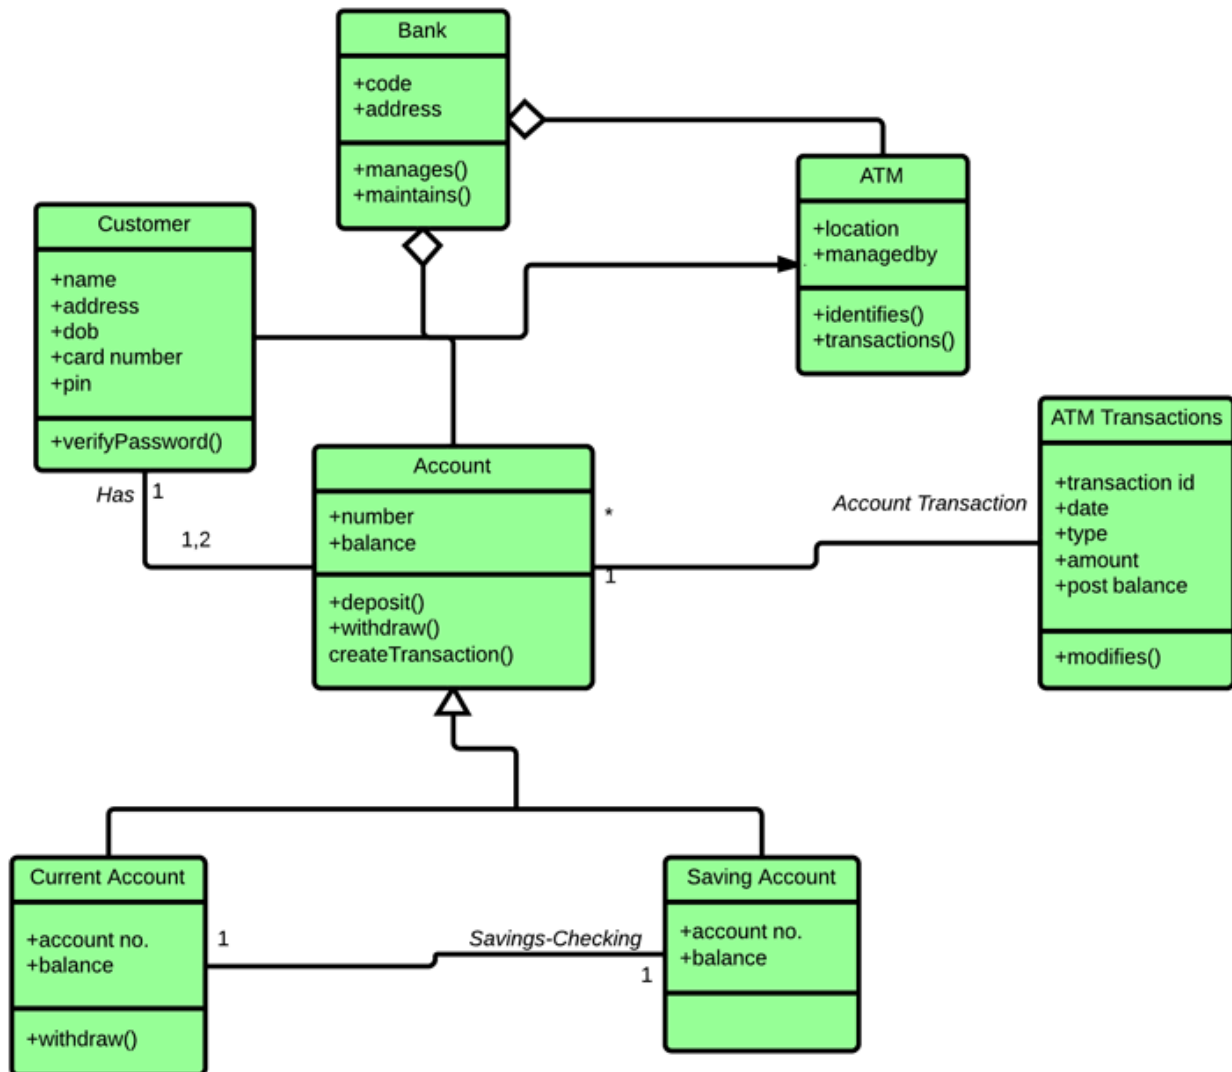 Bank
+code
+address
+manages()
+maintains()
ATM
+location
+managedby
+identifies()
+transactions()
Customer
+name
+address
+dob
+card number
+pin
+verifyPassword()
Has
1
1,2
Account
+number
+balance
+deposit()
+withdraw()
createTransaction()
*
1
Account Transaction
ATM Transactions
+transaction id
+date
+type
+amount
+post balance
+modifies()
Current Account
+account no.
+balance
+withdraw()
1
Savings-Checking
1
Saving Account
+account no.
+balance